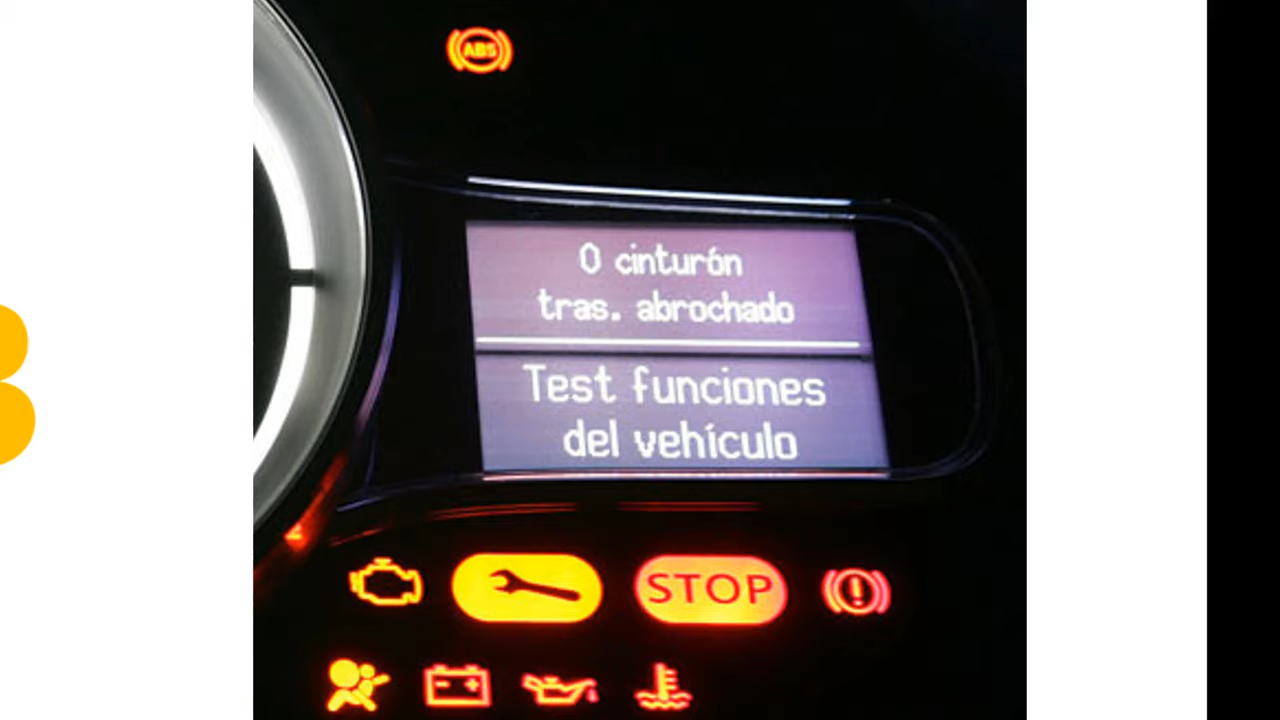 ABS
0 cinturón
tras. abrochado
Test funciones
del vehículo
STOP